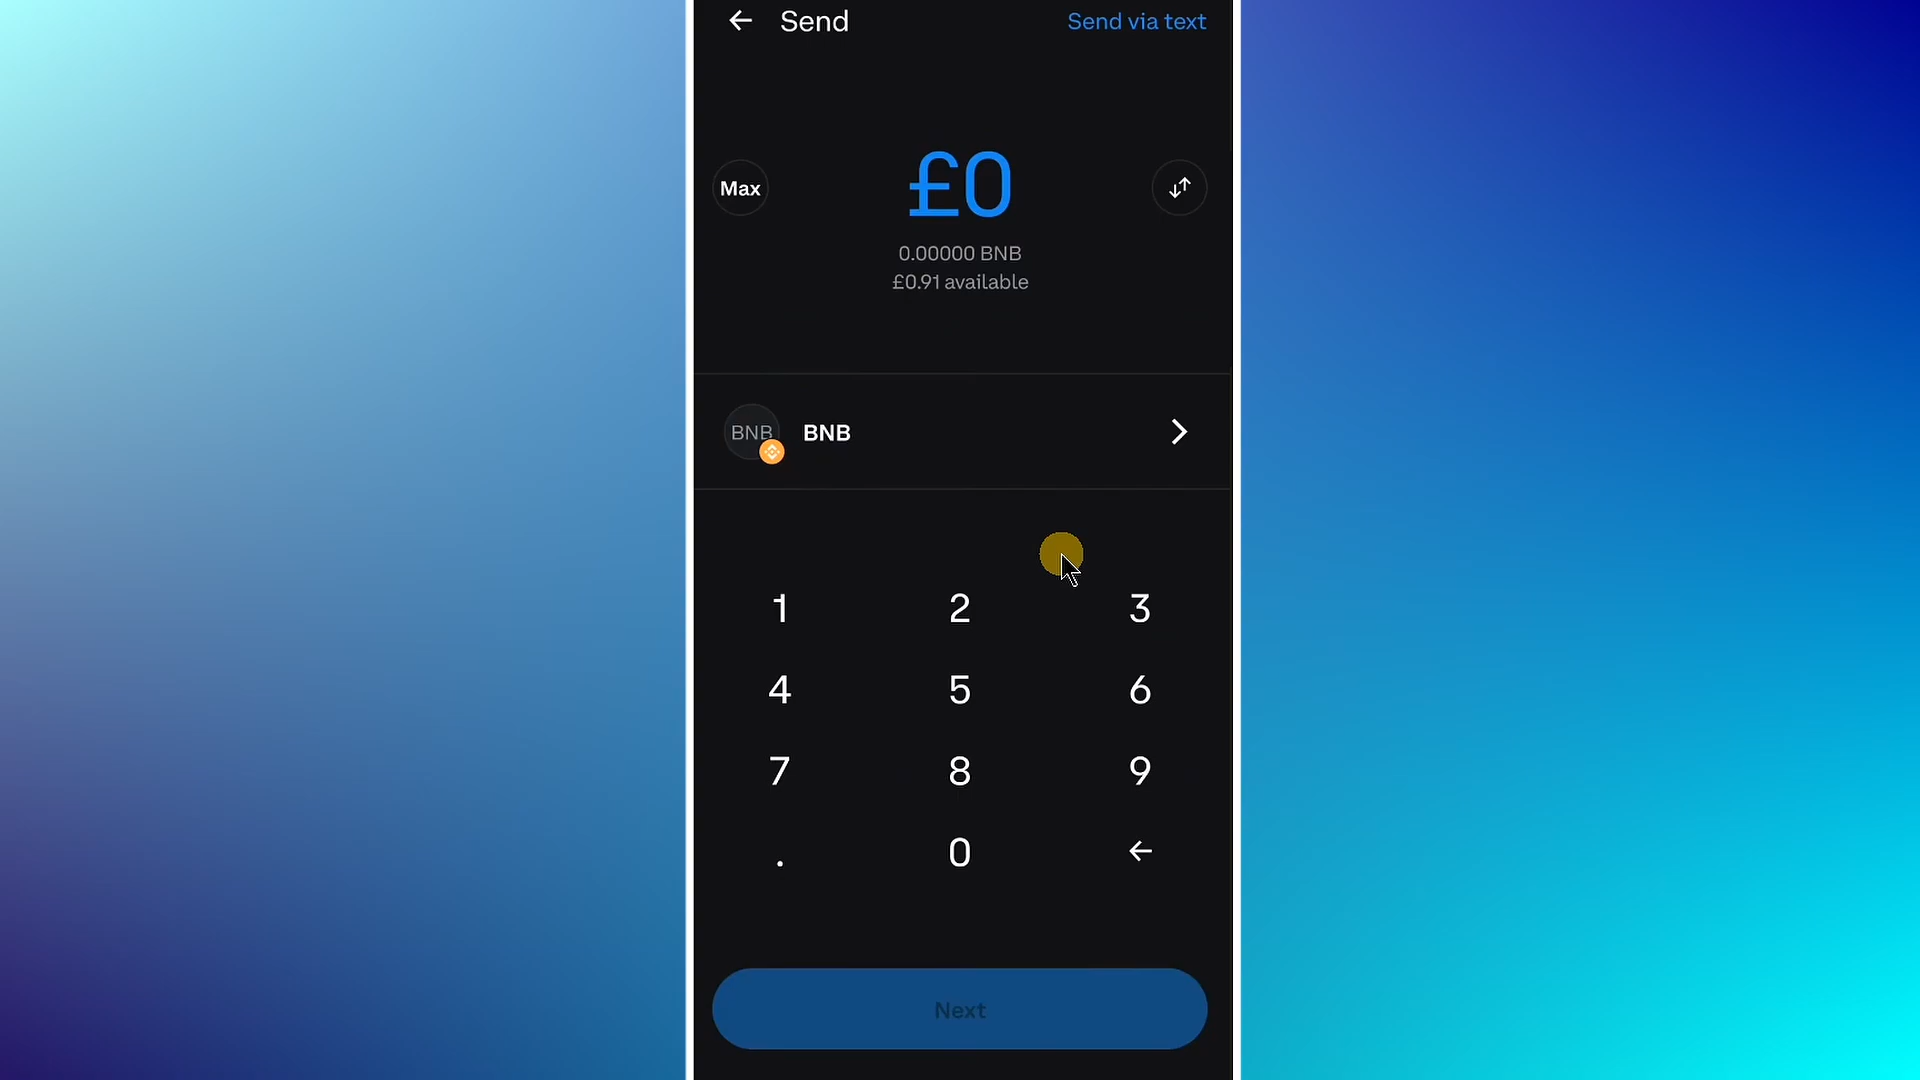 Send
Send via text
Max
£0
0.00000 BNB
£0.91 available
BNB
BNB
1 2 3
4 5 6
7 8 9
. 0
Next